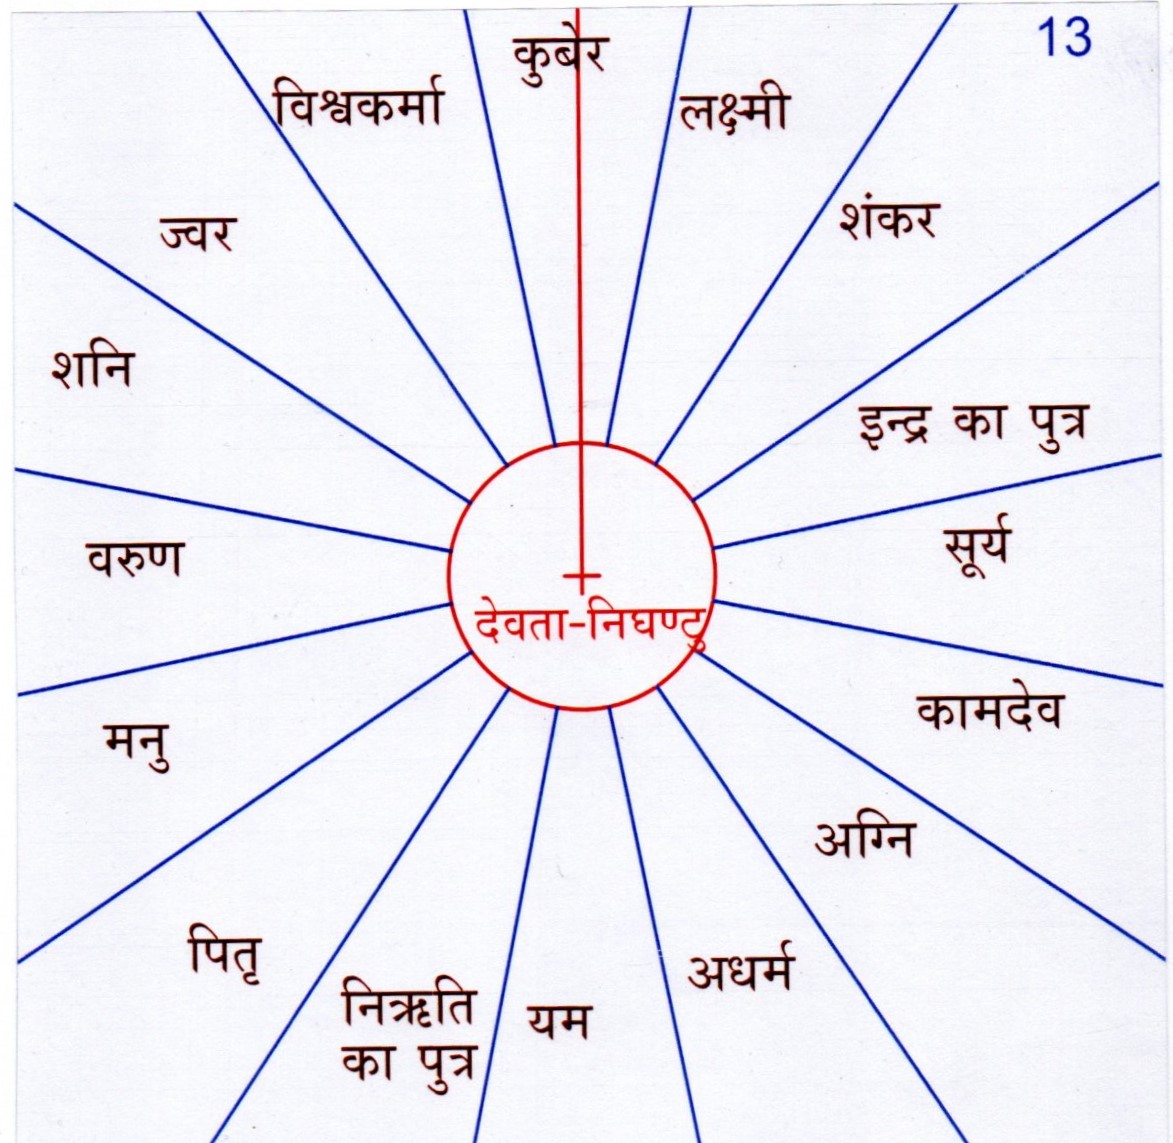 13
कुबेर
विश्वकर्मा
लक्ष्मी
ज्वर
शंकर
शनि
इन्द्र का पुत्र
वरुण
सूर्य
देवता-निघण्टु
मनु
कामदेव
अग्नि
पितृ
अधर्म
निऋति
का पुत्र
यम